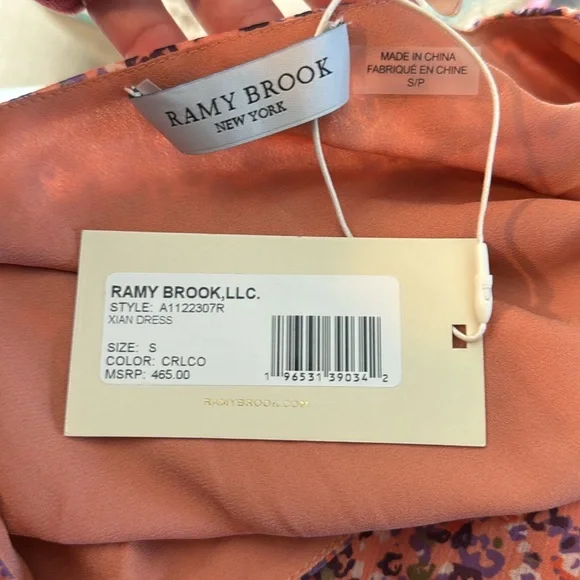 RAMY BROOK
NEW YORK
MADE IN CHINA
FABRIQUÉ EN CHINE
S/P
RAMY BROOK,LLC.
STYLE: A1122307R
XIAN DRESS
SIZE: S
COLOR: CRLCO
MSRP: 465.00
1 96531 39034 2
RAMYBROOK.COM